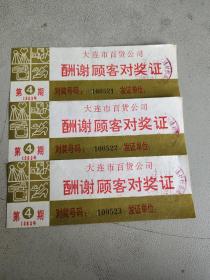 大连市百货公司
酬谢顾客对奖证
第④期
对奖号码： 100521 发证单位：
大连市百货公司
酬谢顾客对奖证
第④期
对奖号码： 100522 发证单位：
大连市百货公司
酬谢顾客对奖证
第④期
对奖号码： 100523 发证单位：